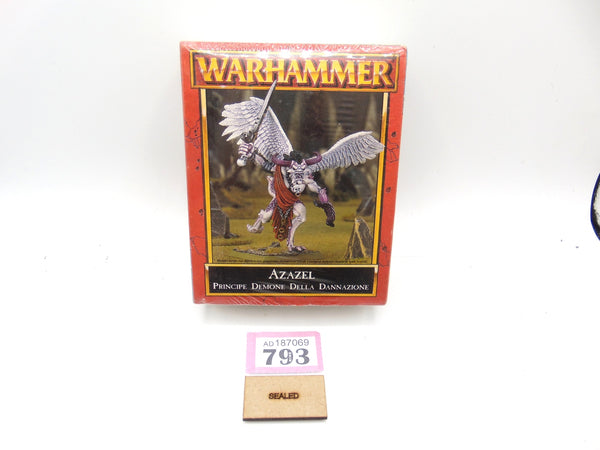 WARHAMMER
AZAZEL
PRINCIPE DEMONE DELLA DANNAZIONE
AD187069
793
SEALED